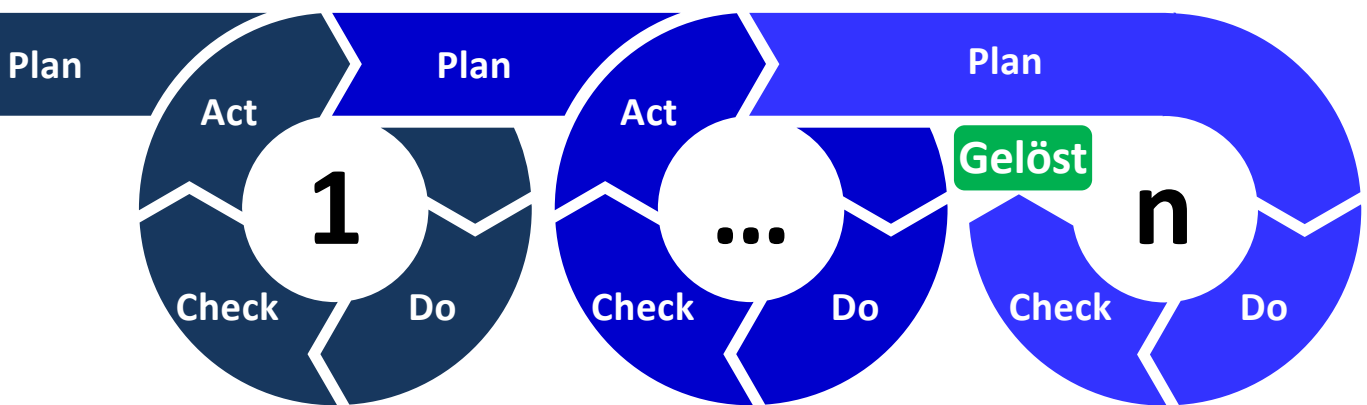 Plan
Plan
Plan
Act
Act
Gelöst
1
...
n
Check
Do
Check
Do
Check
Do